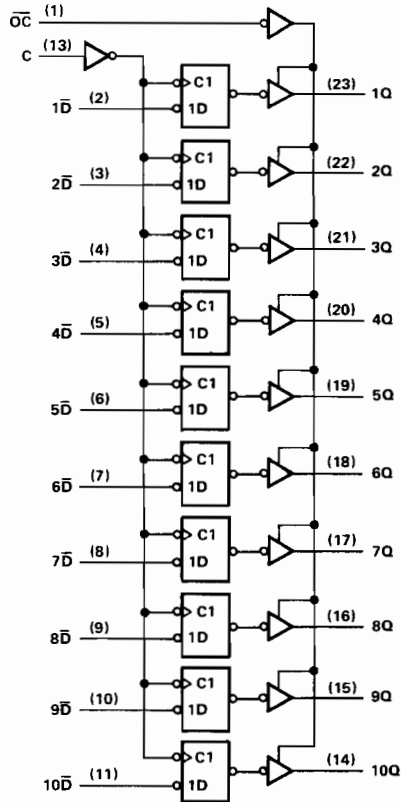 O̅C̅ (1)
C (13)
C1 (23) 1Q
1D̅ (2) 1D
C1 (22) 2Q
2D̅ (3) 1D
C1 (21) 3Q
3D̅ (4) 1D
C1 (20) 4Q
4D̅ (5) 1D
C1 (19) 5Q
5D̅ (6) 1D
C1 (18) 6Q
6D̅ (7) 1D
C1 (17) 7Q
7D̅ (8) 1D
C1 (16) 8Q
8D̅ (9) 1D
C1 (15) 9Q
9D̅ (10) 1D
C1 (14) 10Q
10D̅ (11) 1D